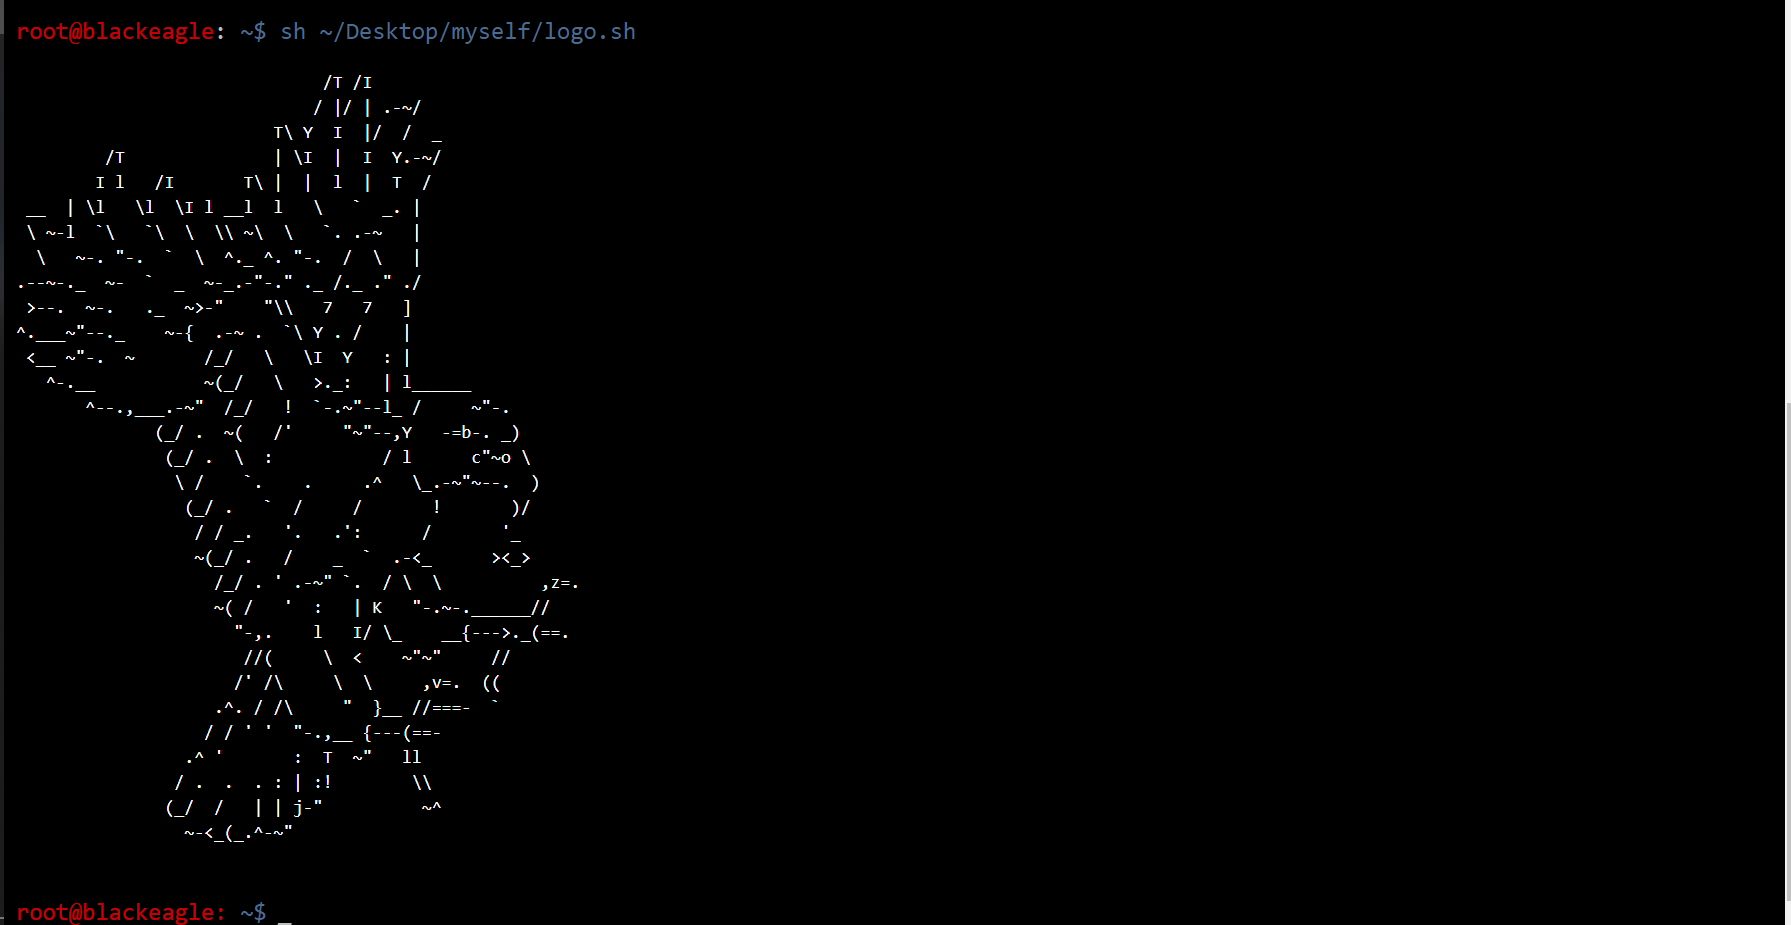 root@blackeagle: ~$ sh ~/Desktop/myself/logo.sh
                               /T /I
                              / |/ | .-~/
                          T\ Y  I  |/  /  _
         /T               | \I  |  I  Y.-~/
        I l   /I       T\ |  |  l  |  T  /
 __  | \l   \l  \I l __l  l   \   `  _. |
 \ ~-l  `\   `\  \  \\ ~\  \   `. .-~   |
  \   ~-. "-.  `  \  ^._ ^. "-.  /  \   |
.--~-._  ~-  `  _  ~-_.-"-." ._ /._ ." ./
 >--.  ~-.   ._  ~>-"    "\\   7   7   ]
^.___~"--._    ~-{  .-~ .  `\ Y . /    |
 <__ ~"-.  ~       /_/   \   \I  Y   : |
   ^-.__           ~(_/   \   >._:   | l______
       ^--.,___.-~"  /_/   !  `-.~"--l_ /     ~"-.
              (_/ .  ~(   /'     "~"--,Y   -=b-. _)
               (_/ .  \  :           / l      c"~o \
                \ /    `.    .     .^   \_.-~"~--.  )
                 (_/ .   `  /     /       !       )/
                  / / _.   '.   .':      /       '_
                  ~(_/ .   /    _  `  .-<_      ><_>
                    /_/ . ' .-~" `.  / \  \          ,z=.
                    ~( /   '  :   | K   "-.~-.______//
                      "-,.    l   I/ \_    __{--->._(==.
                       //(     \  <    ~"~"     //
                      /' /\     \  \     ,v=.  ((
                    .^. / /\     "  }__ //===-  `
                   / / ' '  "-.,__ {---(==-
                 .^ '       :  T  ~"   ll
                / .  .  . : | :!        \\
               (_/  /   | | j-"          ~^
                 ~-<_(_.^-~"
root@blackeagle: ~$ _